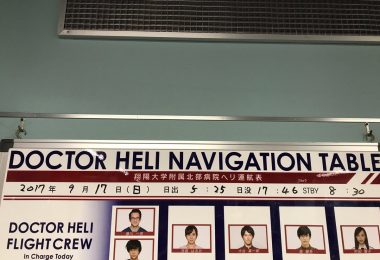 DOCTOR HELI NAVIGATION TABLE
翔陽大学附属北部病院ヘリ運航表
2017年 9月17日(日) 日出 5:25 日没 17:46 STBY 8:30
DOCTOR HELI
FLIGHT CREW
In Charge Today